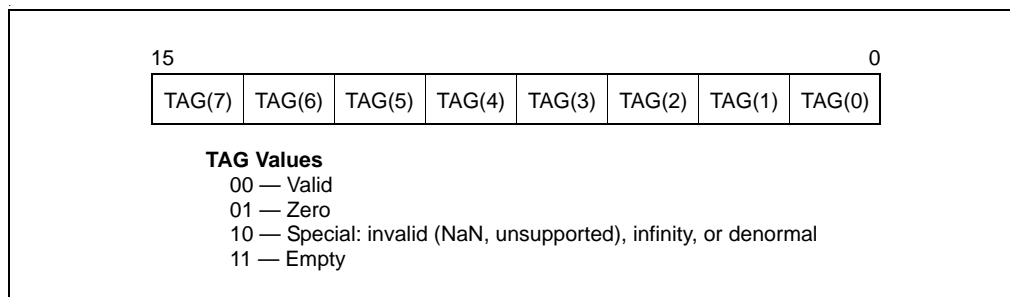 15 0
TAG(7) TAG(6) TAG(5) TAG(4) TAG(3) TAG(2) TAG(1) TAG(0)
TAG Values
00 — Valid
01 — Zero
10 — Special: invalid (NaN, unsupported), infinity, or denormal
11 — Empty